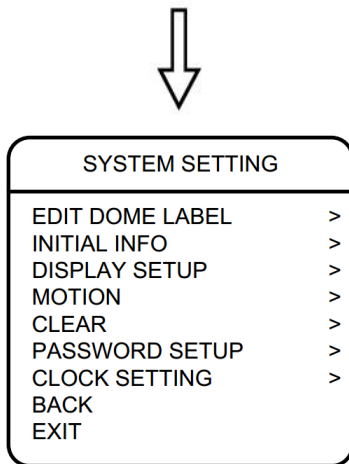 SYSTEM SETTING
EDIT DOME LABEL >
INITIAL INFO >
DISPLAY SETUP >
MOTION >
CLEAR >
PASSWORD SETUP >
CLOCK SETTING >
BACK
EXIT